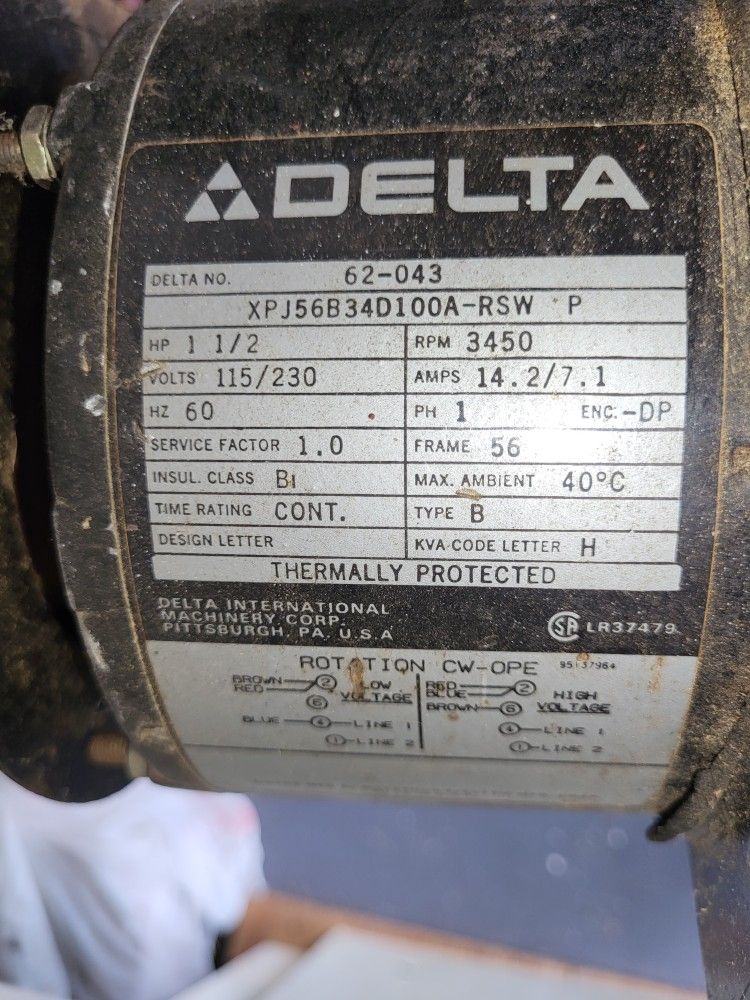 DELTA
DELTA NO. 62-043
XPJ56B34D100A-RSW P
HP 1 1/2 RPM 3450
VOLTS 115/230 AMPS 14.2/7.1
HZ 60 PH 1 ENC.-DP
SERVICE FACTOR 1.0 FRAME 56
INSUL. CLASS B1 MAX. AMBIENT 40°C
TIME RATING CONT. TYPE B
DESIGN LETTER KVA CODE LETTER H
THERMALLY PROTECTED
DELTA INTERNATIONAL
MACHINERY CORP.
PITTSBURGH, PA. U.S.A
SA LR37479
ROTATION CW-OPE
BROWN 2 LOW RED 2 HIGH
RED VOLTAGE BLUE VOLTAGE
6 BROWN 6
BLUE 4 LINE 1 4 LINE 1
1 LINE 2 1 LINE 2